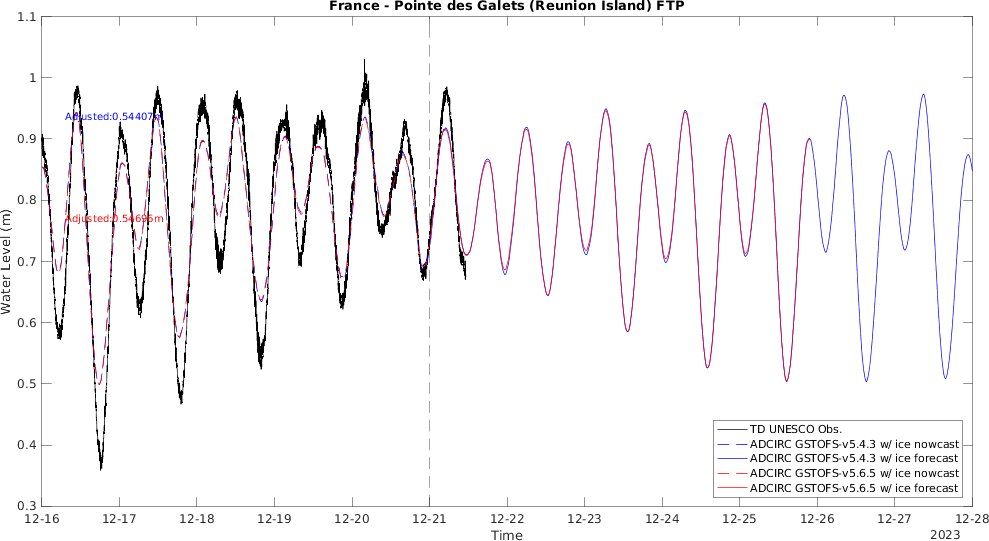 France - Pointe des Galets (Reunion Island) FTP
1.1
1
0.9
0.8
0.7
0.6
0.5
0.4
0.3
Water Level (m)
Adjusted:0.54407m
Adjusted:0.54695m
TD UNESCO Obs.
ADCIRC GSTOFS-v5.4.3 w/ ice nowcast
ADCIRC GSTOFS-v5.4.3 w/ ice forecast
ADCIRC GSTOFS-v5.6.5 w/ ice nowcast
ADCIRC GSTOFS-v5.6.5 w/ ice forecast
12-16 12-17 12-18 12-19 12-20 12-21 12-22 12-23 12-24 12-25 12-26 12-27 12-28
Time
2023